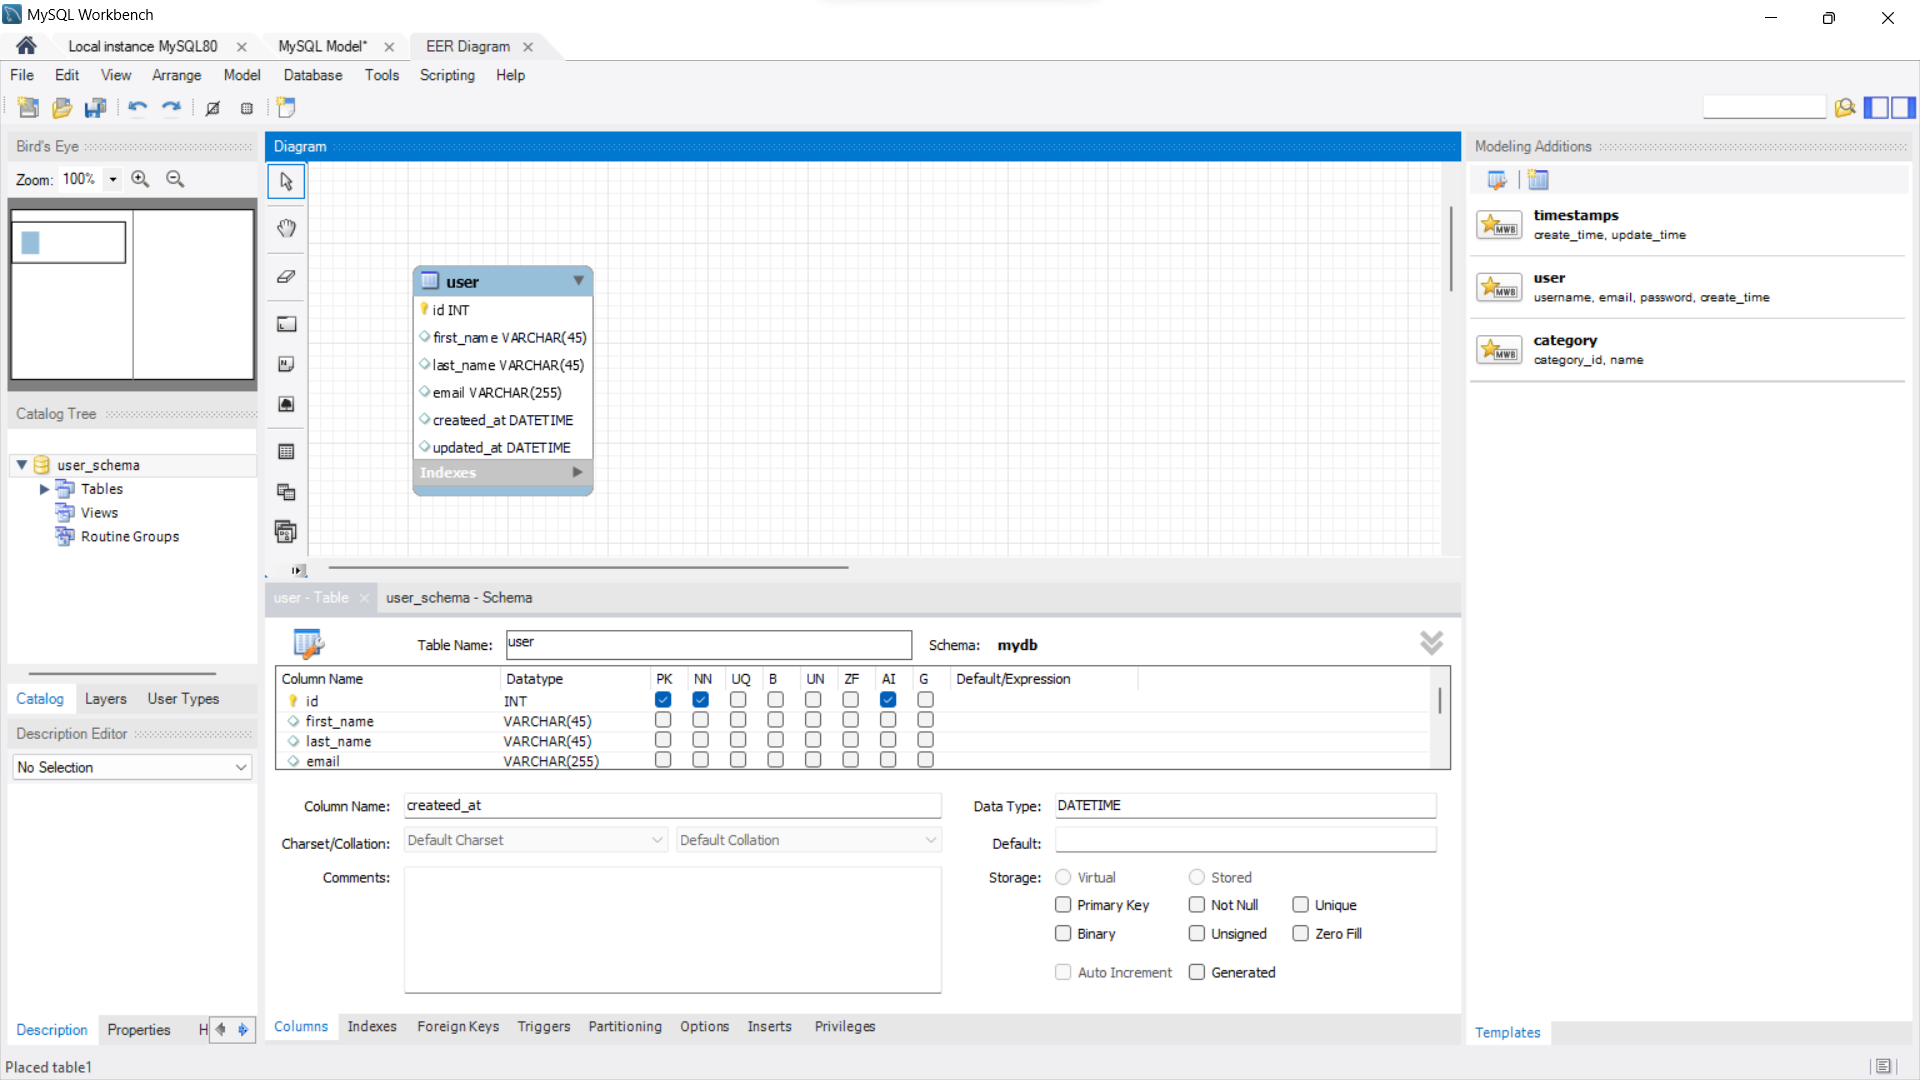 MySQL Workbench
Local instance MySQL80
MySQL Model*
EER Diagram
File Edit View Arrange Model Database Tools Scripting Help
Bird's Eye
Zoom: 100%
Diagram
Modeling Additions
timestamps
create_time, update_time
user
username, email, password, create_time
category
category_id, name
MWB
MWB
MWB
user
id INT
first_name VARCHAR(45)
last_name VARCHAR(45)
email VARCHAR(255)
createed_at DATETIME
updated_at DATETIME
Indexes
Catalog Tree
user_schema
Tables
Views
Routine Groups
Catalog Layers User Types
Description Editor
No Selection
Description Properties H
user - Table
user_schema - Schema
Table Name: user Schema: mydb
Column Name Datatype PK NN UQ B UN ZF AI G Default/Expression
id INT
first_name VARCHAR(45)
last_name VARCHAR(45)
email VARCHAR(255)
Column Name: createed_at Data Type: DATETIME
Charset/Collation: Default Charset Default Collation Default:
Comments: Storage: Virtual Stored
Primary Key Not Null Unique
Binary Unsigned Zero Fill
Auto Increment Generated
Columns Indexes Foreign Keys Triggers Partitioning Options Inserts Privileges
Templates
Placed table1